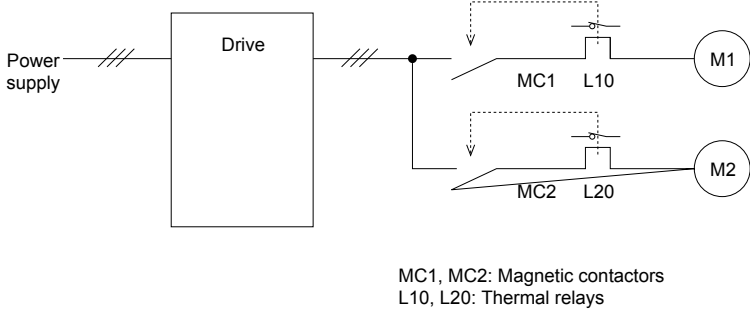 Power
supply
Drive
MC1
L10
M1
MC2
L20
M2
MC1, MC2: Magnetic contactors
L10, L20: Thermal relays